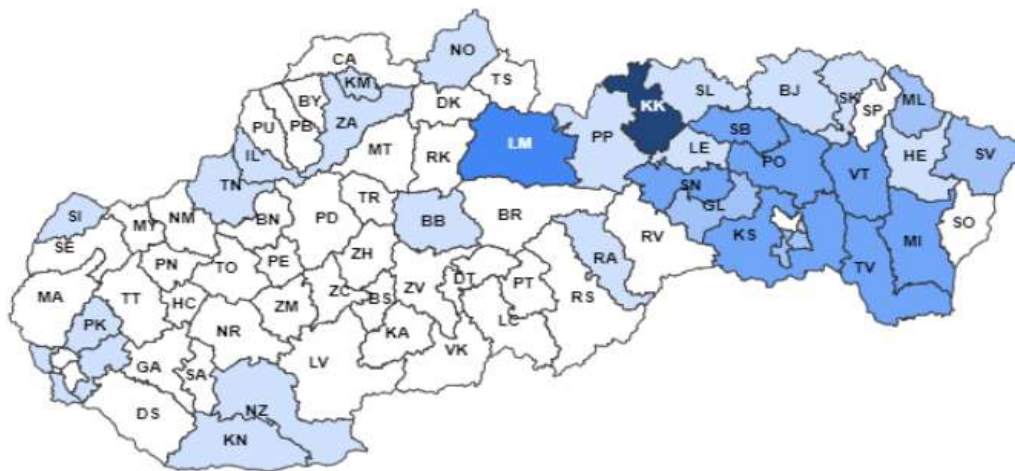 CA
NO
KM
TS
BY
DK
PU
PB
ZA
MT
RK
LM
IL
TN
PP
KK
SL
BJ
SK
SP
ML
SB
LE
PO
VT
HE
SV
SN
GL
KS
MI
SO
TV
SI
SE
MY
NM
BN
PD
TR
BB
BR
RA
RV
MA
TT
PN
HC
TO
PE
ZH
ZM
ZC
BS
ZV
DT
PT
RS
PK
NR
KA
LC
GA
SA
LV
VK
DS
NZ
KN